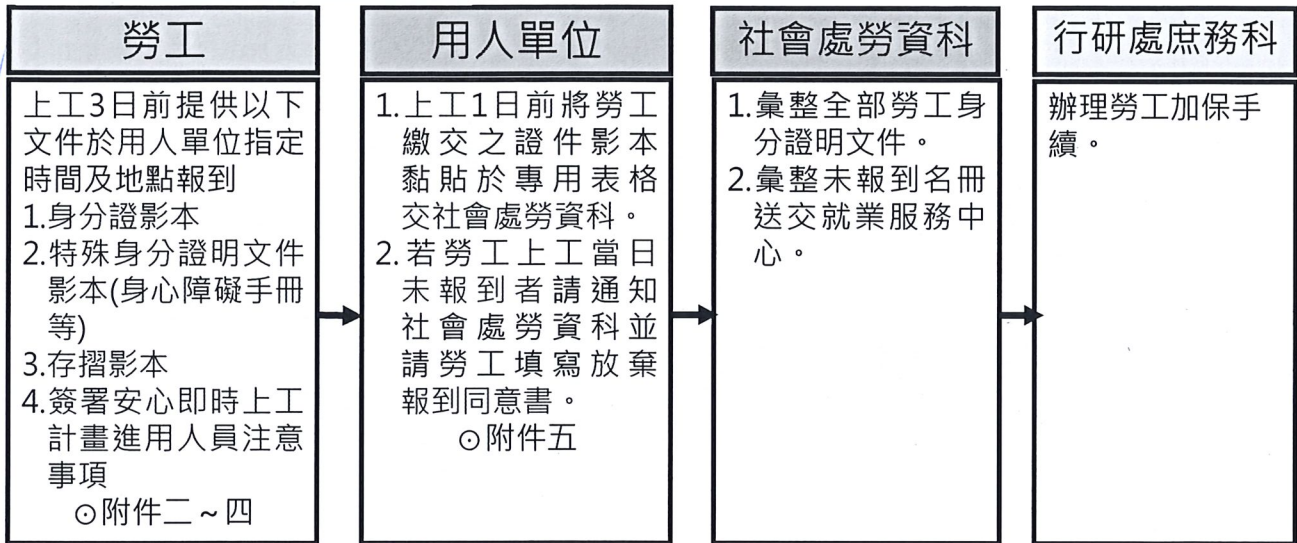 勞工
上工3日前提供以下
文件於用人單位指定
時間及地點報到
1.身分證影本
2.特殊身分證明文件
影本(身心障礙手冊
等)
3.存摺影本
4.簽署安心即時上工
計畫進用人員注意
事項
⊙附件二~四
用人單位
1.上工1日前將勞工
繳交之證件影本
黏貼於專用表格
交社會處勞資科。
2.若勞工上工當日
未報到者請通知
社會處勞資科並
請勞工填寫放棄
報到同意書。
⊙附件五
社會處勞資科
1.彙整全部勞工身
分證明文件。
2.彙整未報到名冊
送交就業服務中
心。
行研處庶務科
辦理勞工加保手
續。